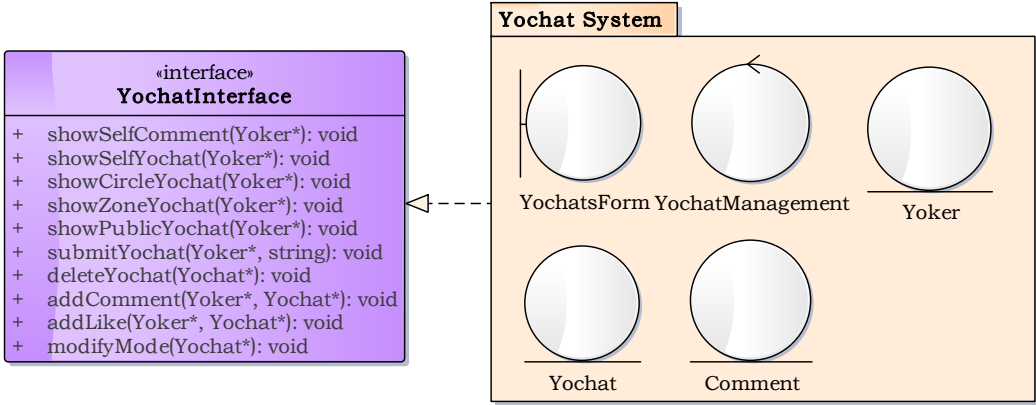 «interface»
YochatInterface
+ showSelfComment(Yoker*): void
+ showSelfYochat(Yoker*): void
+ showCircleYochat(Yoker*): void
+ showZoneYochat(Yoker*): void
+ showPublicYochat(Yoker*): void
+ submitYochat(Yoker*, string): void
+ deleteYochat(Yochat*): void
+ addComment(Yoker*, Yochat*): void
+ addLike(Yoker*, Yochat*): void
+ modifyMode(Yochat*): void
Yochat System
YochatsForm
YochatManagement
Yoker
Yochat
Comment